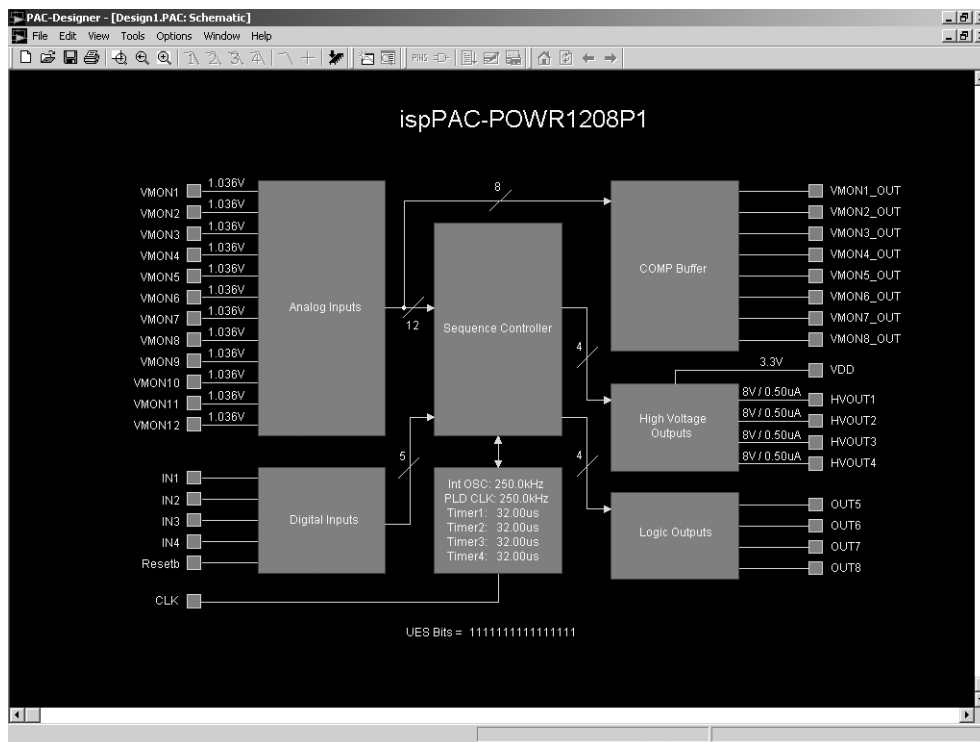 PAC-Designer - [Design1.PAC: Schematic]
File Edit View Tools Options Window Help
PINS
ispPAC-POWR1208P1
VMON1 1.036V
VMON2 1.036V
VMON3 1.036V
VMON4 1.036V
VMON5 1.036V
VMON6 1.036V
VMON7 1.036V
VMON8 1.036V
VMON9 1.036V
VMON10 1.036V
VMON11 1.036V
VMON12 1.036V
Analog Inputs
12
8
Sequence Controller
COMP Buffer
VMON1_OUT
VMON2_OUT
VMON3_OUT
VMON4_OUT
VMON5_OUT
VMON6_OUT
VMON7_OUT
VMON8_OUT
4
3.3V VDD
High Voltage
Outputs
8V / 0.50uA HVOUT1
8V / 0.50uA HVOUT2
8V / 0.50uA HVOUT3
8V / 0.50uA HVOUT4
IN1
IN2
IN3
IN4
Resetb
Digital Inputs
5
Int OSC: 250.0kHz
PLD CLK: 250.0kHz
Timer1: 32.00us
Timer2: 32.00us
Timer3: 32.00us
Timer4: 32.00us
4
Logic Outputs
OUT5
OUT6
OUT7
OUT8
CLK
UES Bits = 1111111111111111